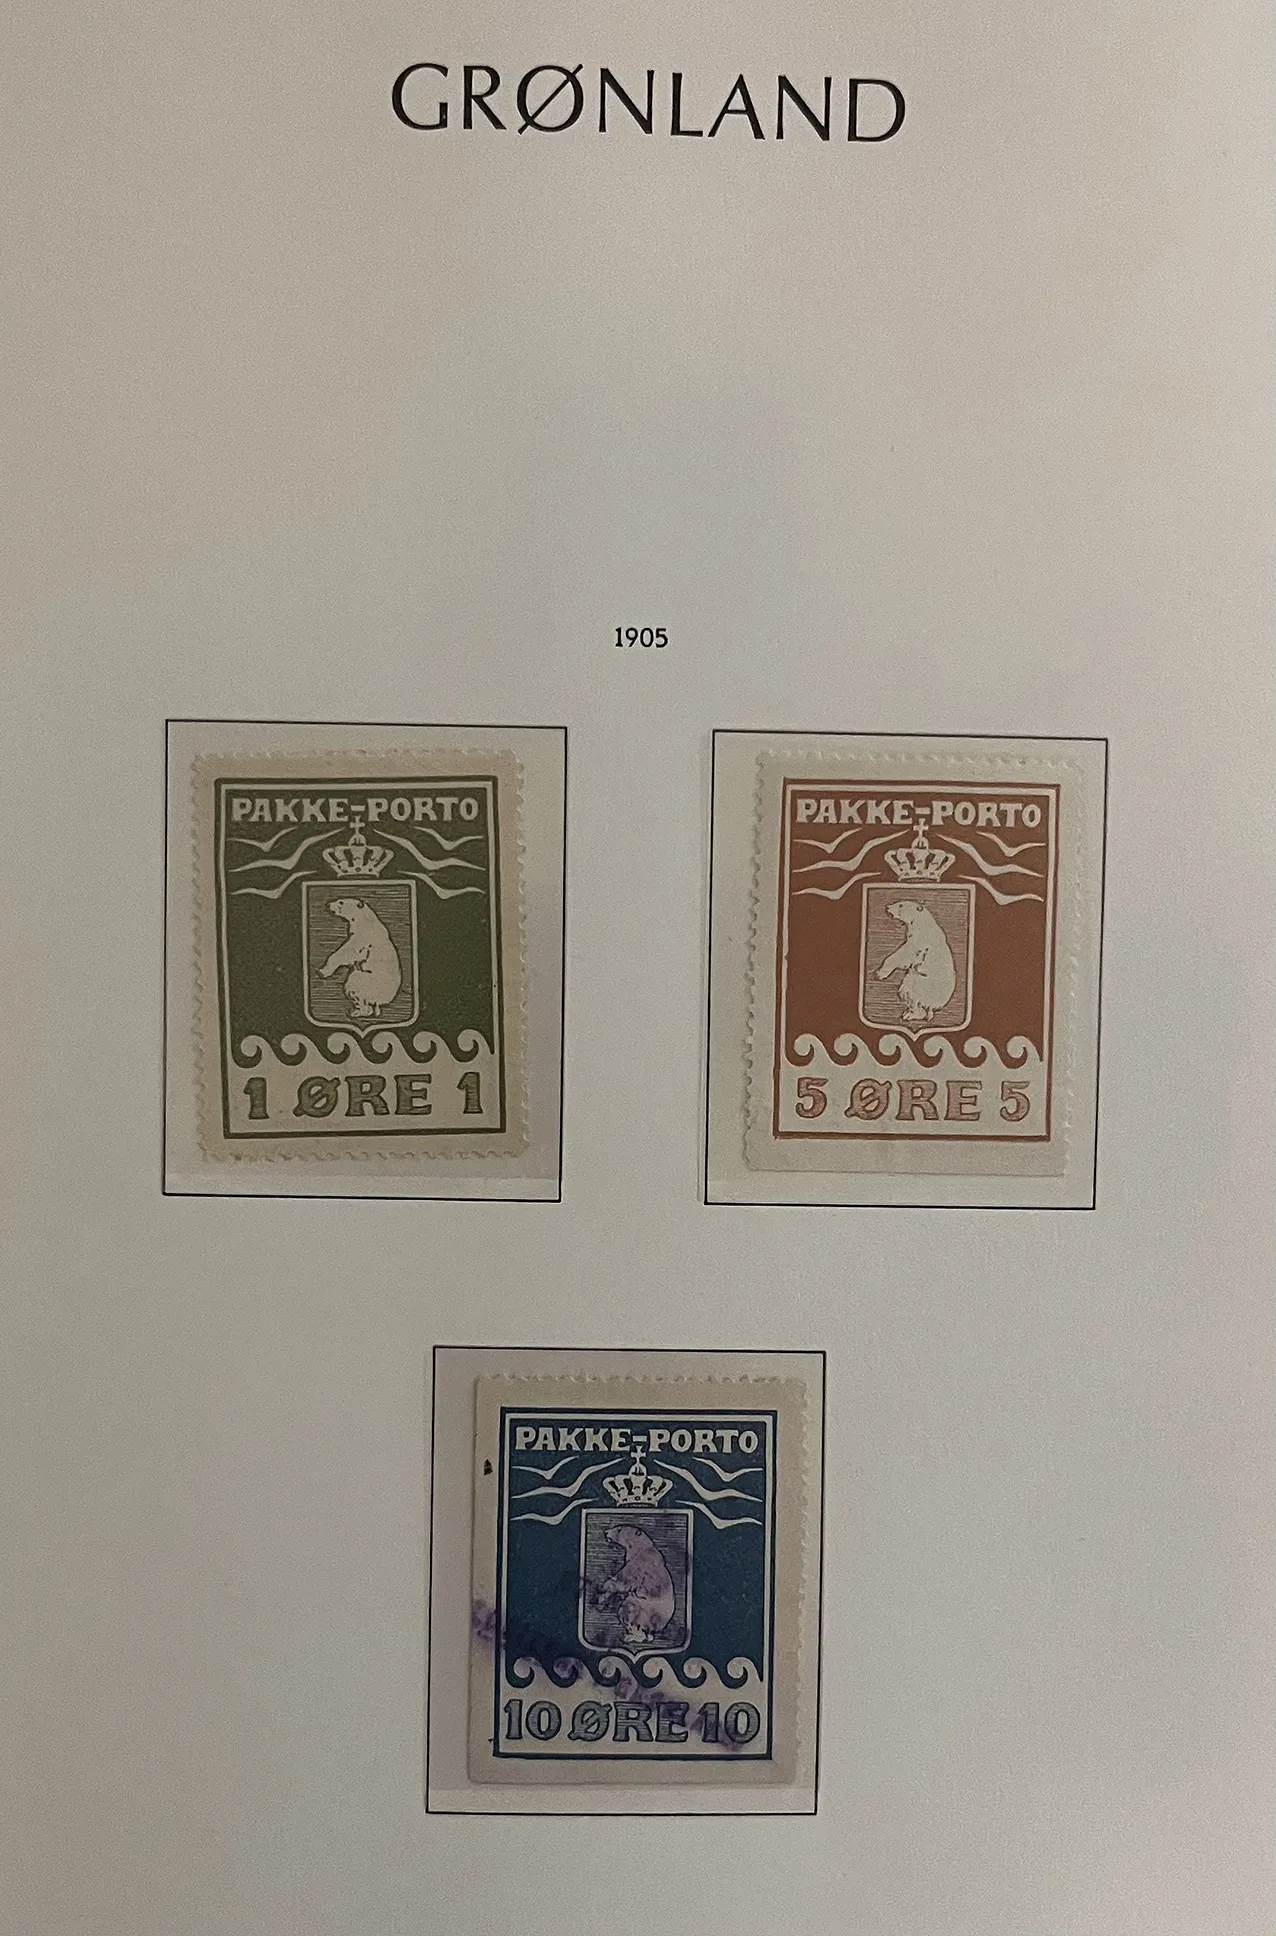 GRØNLAND
1905
PAKKE-PORTO
1 ØRE 1
PAKKE-PORTO
5 ØRE 5
PAKKE-PORTO
10 ØRE 10